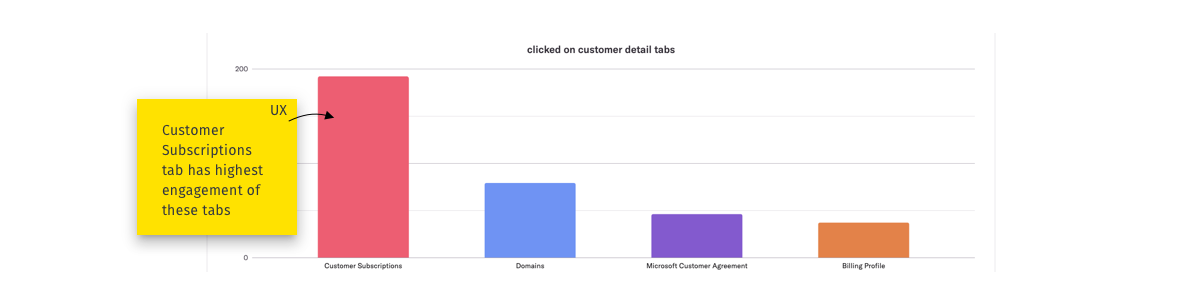 clicked on customer detail tabs
200
UX
Customer
Subscriptions
tab has highest
engagement of
these tabs
0
Customer Subscriptions
Domains
Microsoft Customer Agreement
Billing Profile